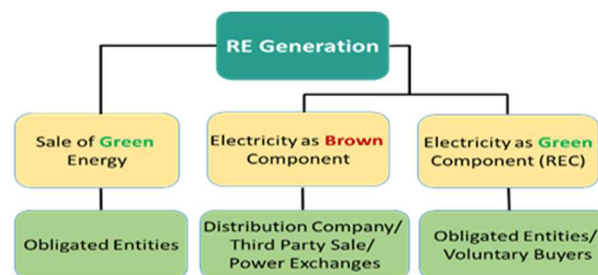 RE Generation
Sale of Green
Energy
Electricity as Brown
Component
Electricity as Green
Component (REC)
Obligated Entities
Distribution Company/
Third Party Sale/
Power Exchanges
Obligated Entities/
Voluntary Buyers